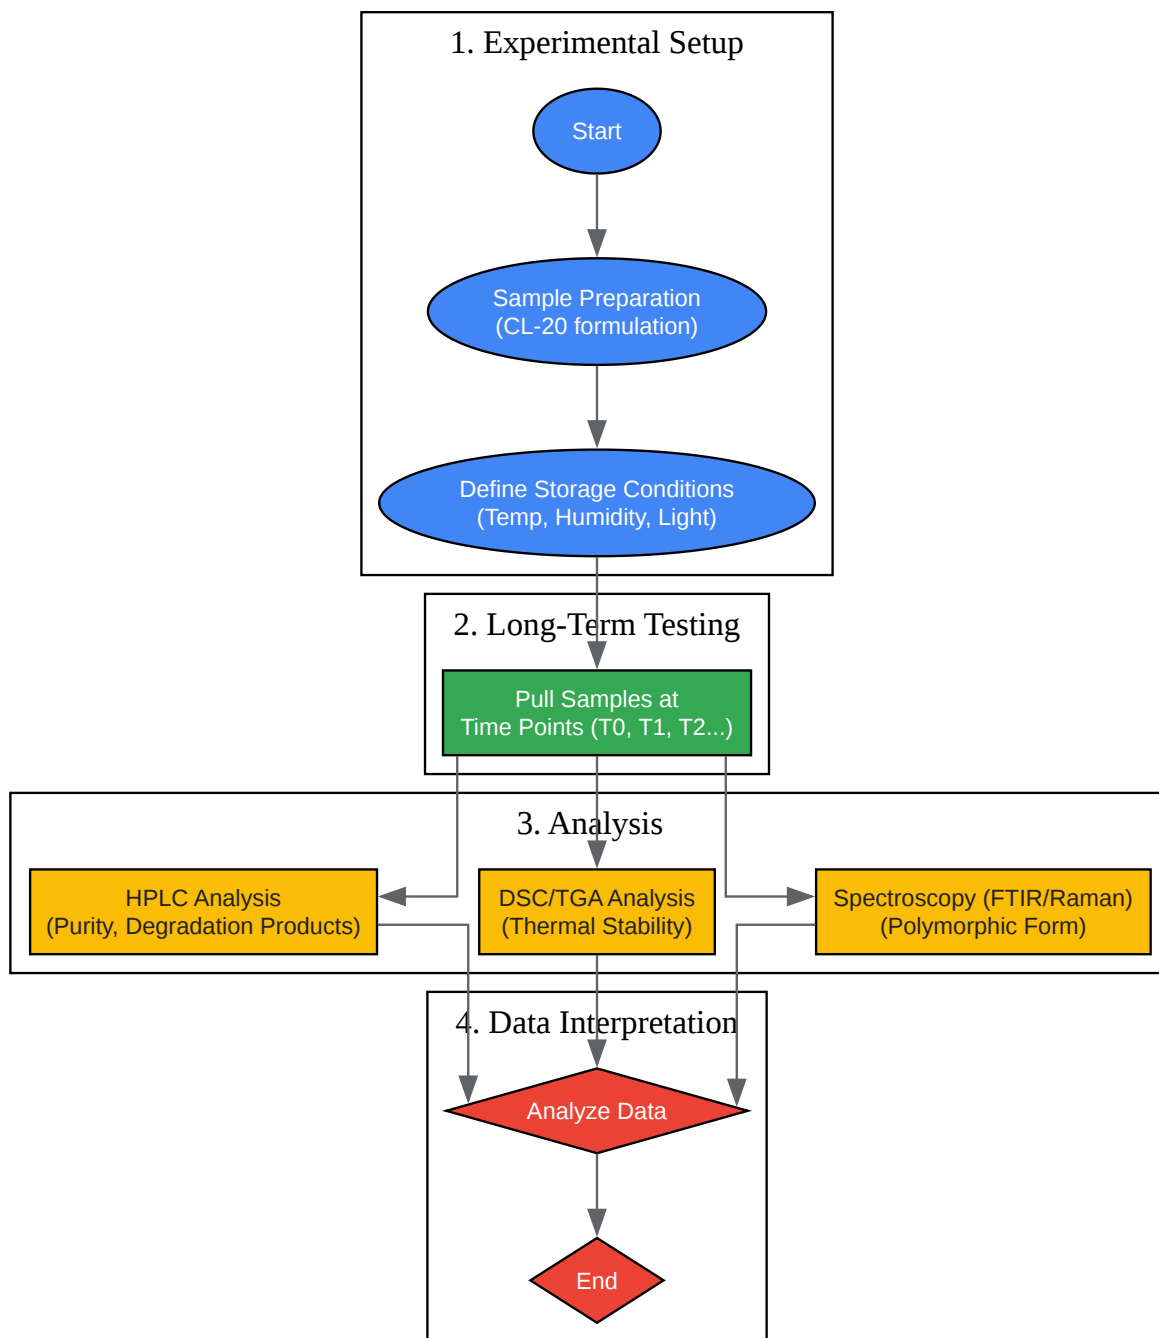 1. Experimental Setup
Start
Sample Preparation
(CL-20 formulation)
Define Storage Conditions
(Temp, Humidity, Light)
2. Long-Term Testing
Pull Samples at
Time Points (T0, T1, T2...)
3. Analysis
HPLC Analysis
(Purity, Degradation Products)
DSC/TGA Analysis
(Thermal Stability)
Spectroscopy (FTIR/Raman)
(Polymorphic Form)
4. Data Interpretation
Analyze Data
End